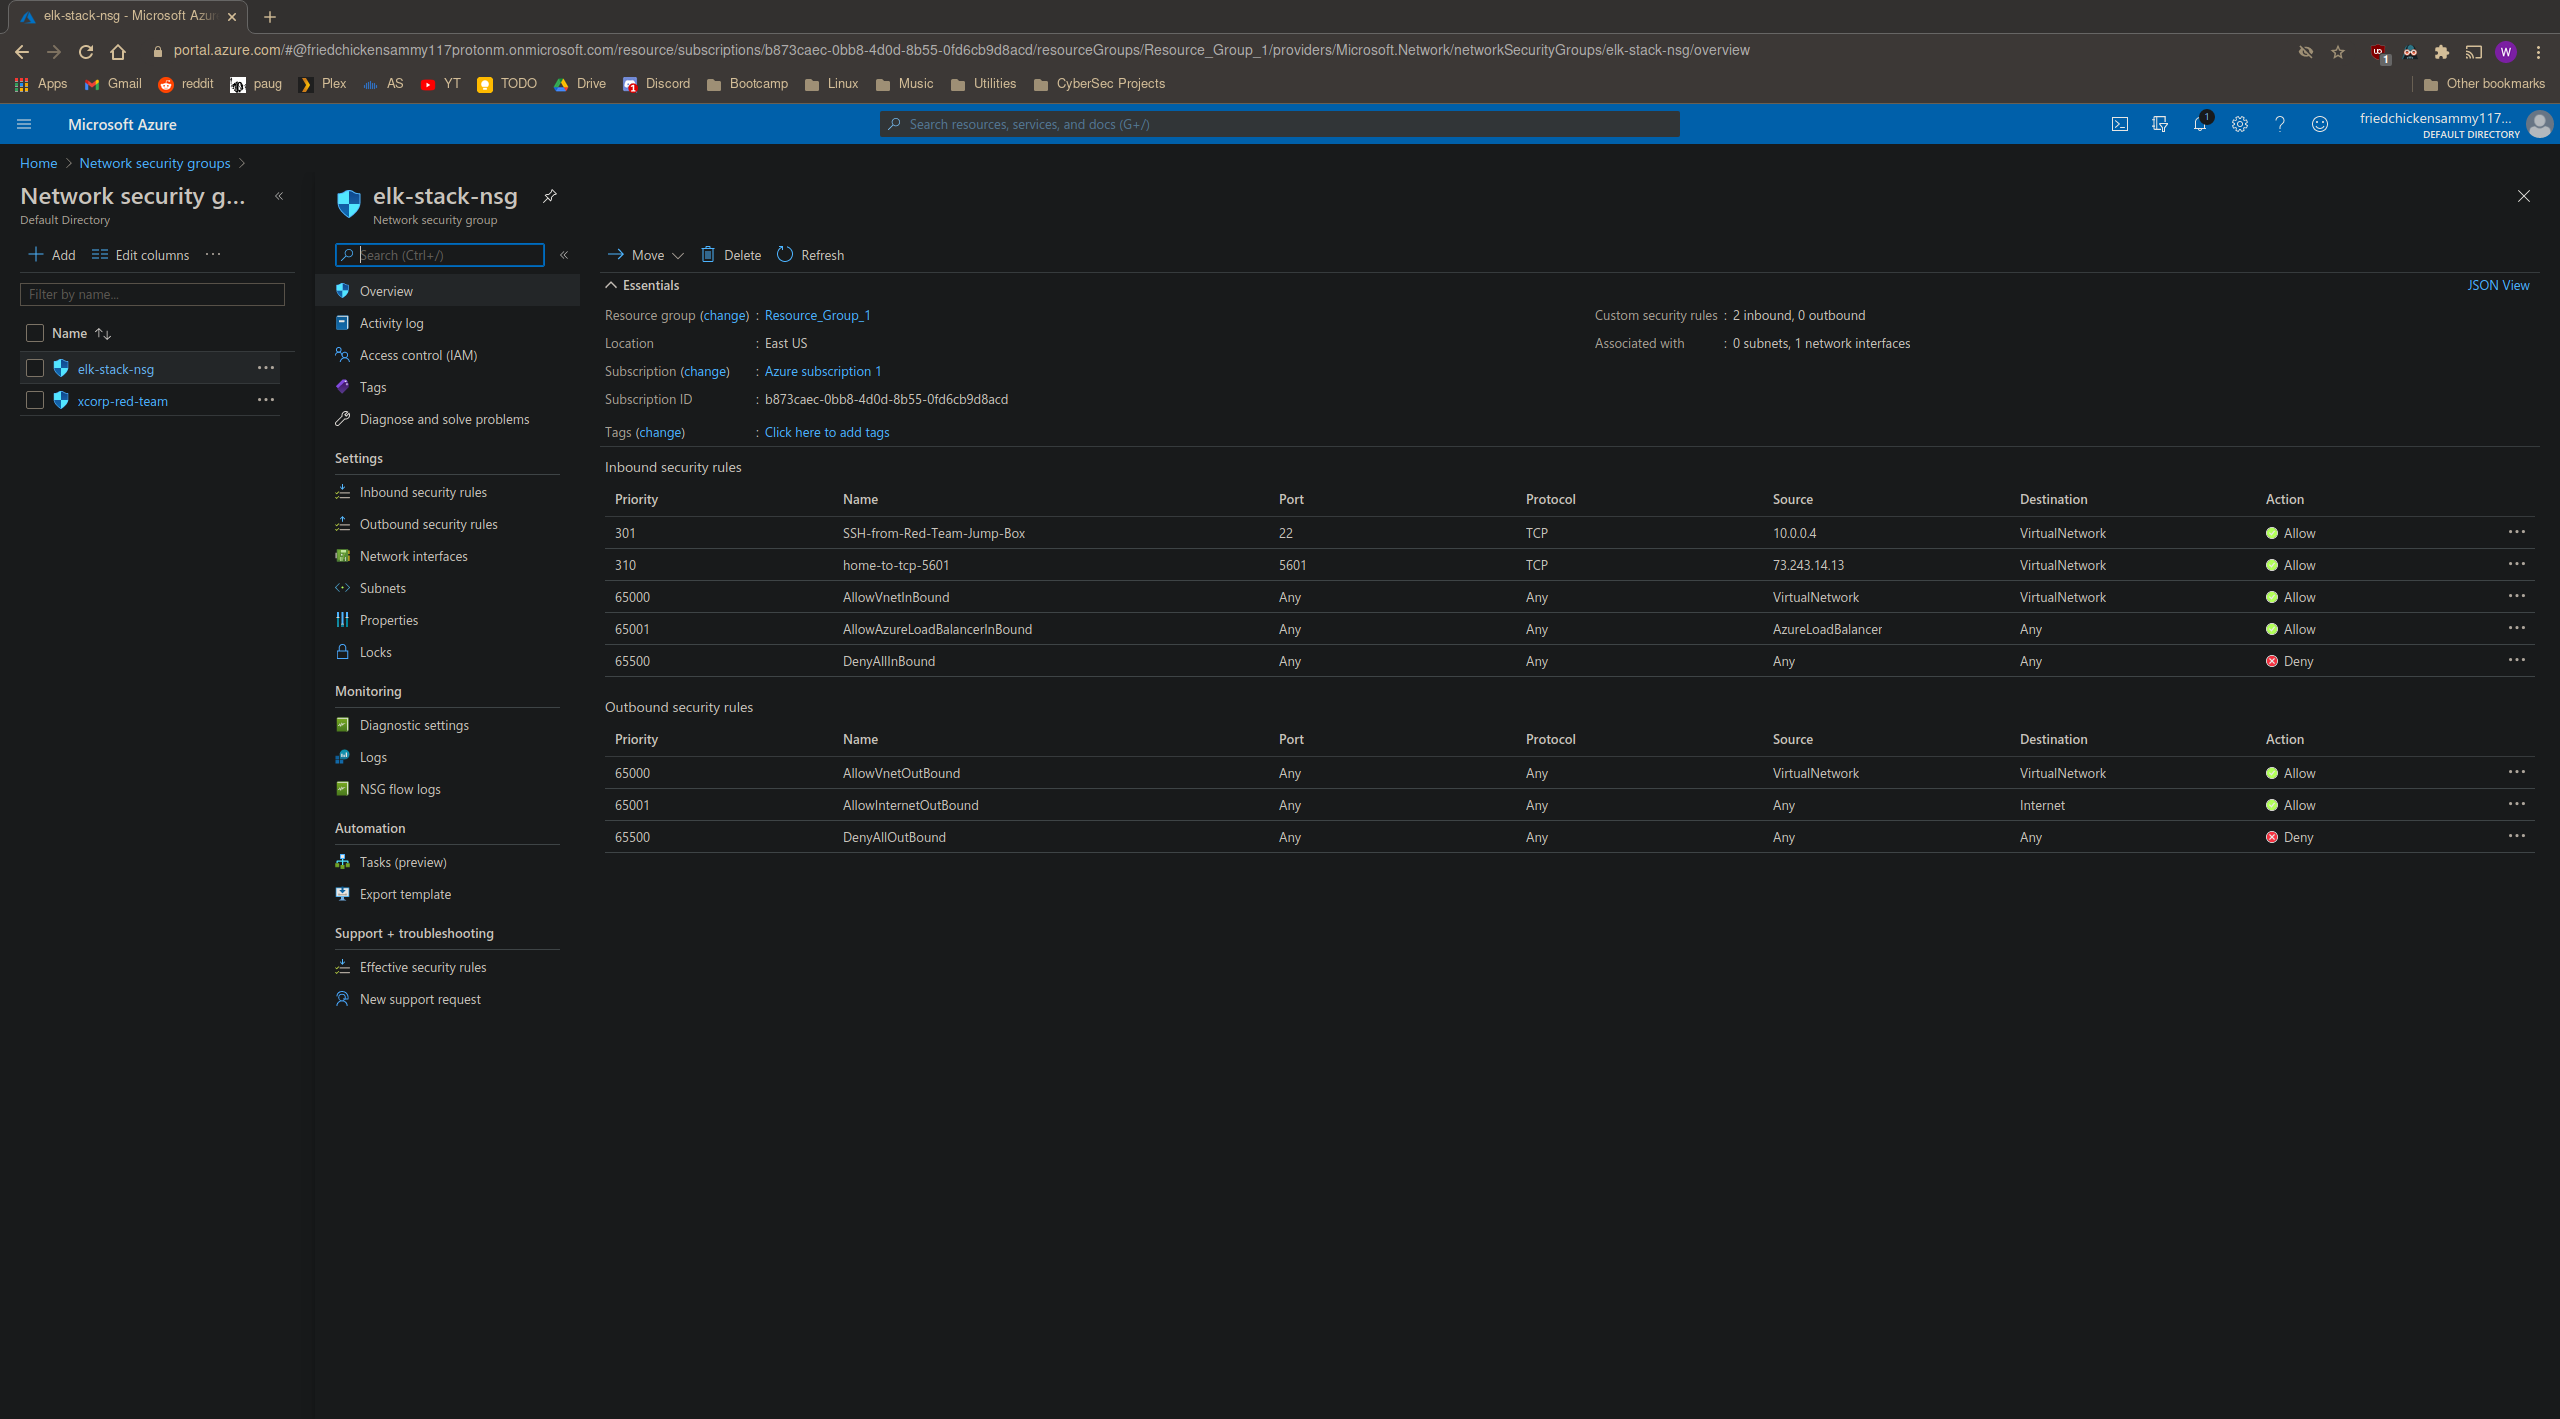 elk-stack-nsg - Microsoft Azu
portal.azure.com/#@friedchickensammy117protonm.onmicrosoft.com/resource/subscriptions/b873caec-0bb8-4d0d-8b55-0fd6cb9d8acd/resourceGroups/Resource_Group_1/providers/Microsoft.Network/networkSecurityGroups/elk-stack-nsg/overview
1 W
Apps Gmail reddit paug Plex AS YT TODO Drive Discord Bootcamp Linux Music Utilities CyberSec Projects Other bookmarks
Microsoft Azure
Search resources, services, and docs (G+/)
1
friedchickensammy117...
DEFAULT DIRECTORY
Home > Network security groups >
Network security g... «
Default Directory
+ Add Edit columns ...
Filter by name...
Name ↑↓
elk-stack-nsg ...
xcorp-red-team ...
elk-stack-nsg
Network security group
Search (Ctrl+/) «
Overview
Activity log
Access control (IAM)
Tags
Diagnose and solve problems
Settings
Inbound security rules
Outbound security rules
Network interfaces
Subnets
Properties
Locks
Monitoring
Diagnostic settings
Logs
NSG flow logs
Automation
Tasks (preview)
Export template
Support + troubleshooting
Effective security rules
New support request
Move Delete Refresh
Essentials JSON View
Resource group (change) : Resource_Group_1
Location : East US
Subscription (change) : Azure subscription 1
Subscription ID : b873caec-0bb8-4d0d-8b55-0fd6cb9d8acd
Tags (change) : Click here to add tags
Custom security rules : 2 inbound, 0 outbound
Associated with : 0 subnets, 1 network interfaces
Inbound security rules
Priority Name Port Protocol Source Destination Action
301 SSH-from-Red-Team-Jump-Box 22 TCP 10.0.0.4 VirtualNetwork Allow ...
310 home-to-tcp-5601 5601 TCP 73.243.14.13 VirtualNetwork Allow ...
65000 AllowVnetInBound Any Any VirtualNetwork VirtualNetwork Allow ...
65001 AllowAzureLoadBalancerInBound Any Any AzureLoadBalancer Any Allow ...
65500 DenyAllInBound Any Any Any Any Deny ...
Outbound security rules
Priority Name Port Protocol Source Destination Action
65000 AllowVnetOutBound Any Any VirtualNetwork VirtualNetwork Allow ...
65001 AllowInternetOutBound Any Any Any Internet Allow ...
65500 DenyAllOutBound Any Any Any Any Deny ...